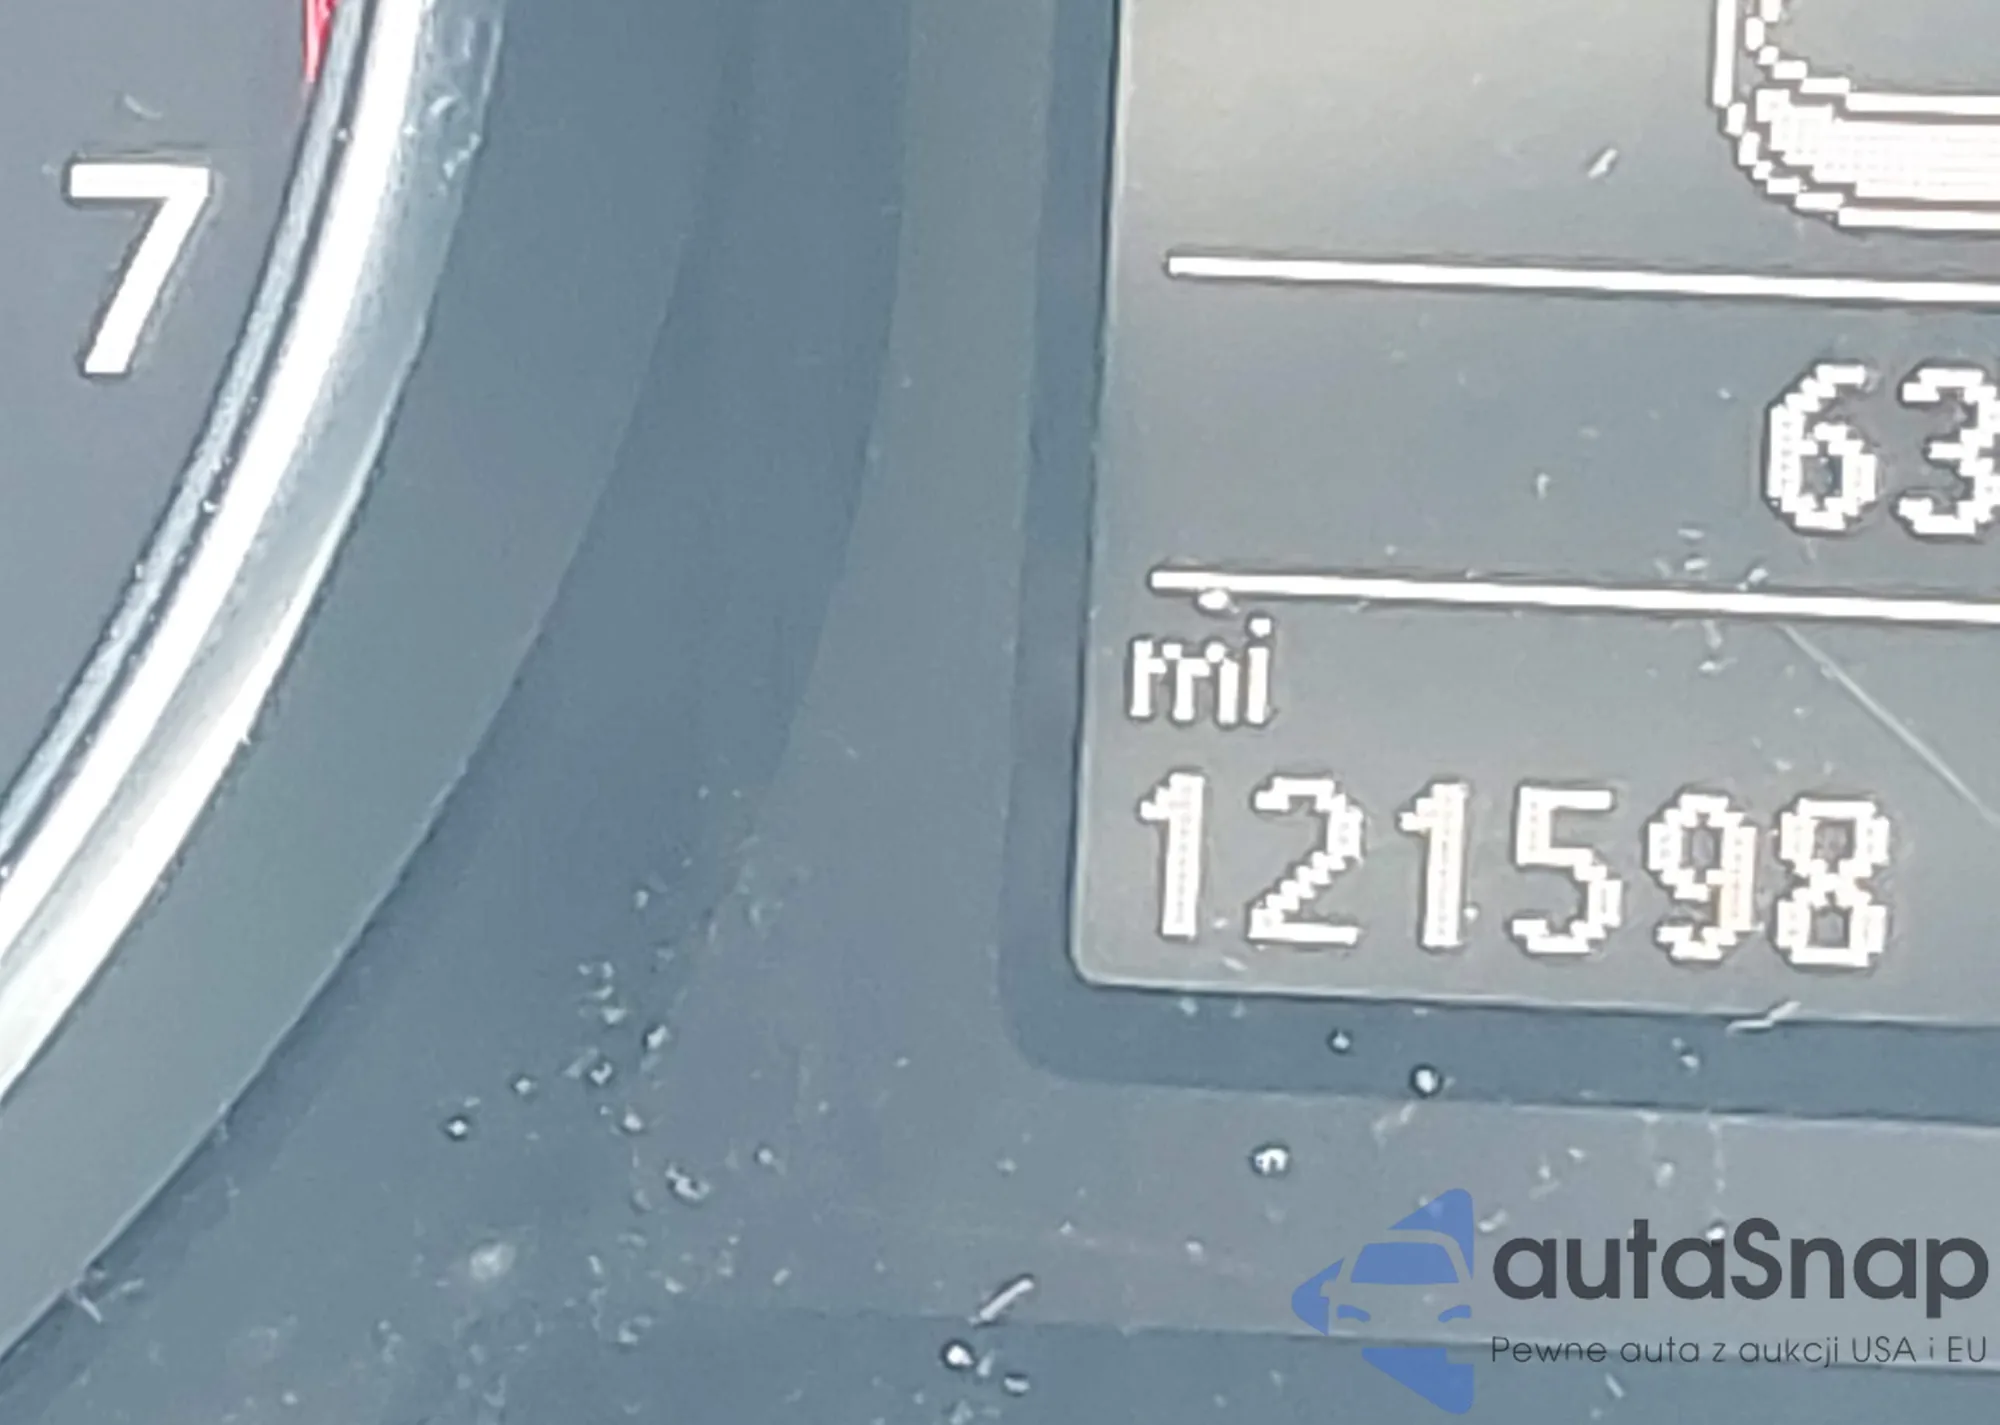 7
63
mi
121598
autaSnap
Pewne auta z aukcji USA i EU